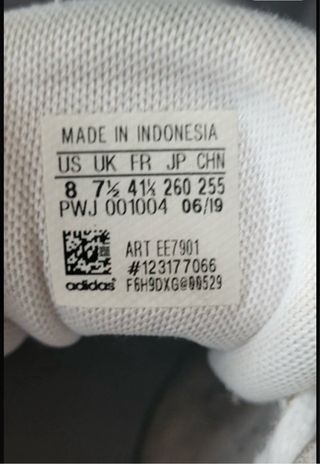 MADE IN INDONESIA
US UK FR JP CHN
8 7½ 41⅓ 260 255
PWJ 001004 06/19
ART EE7901
#123177066
adidas F6H9DXG@00529